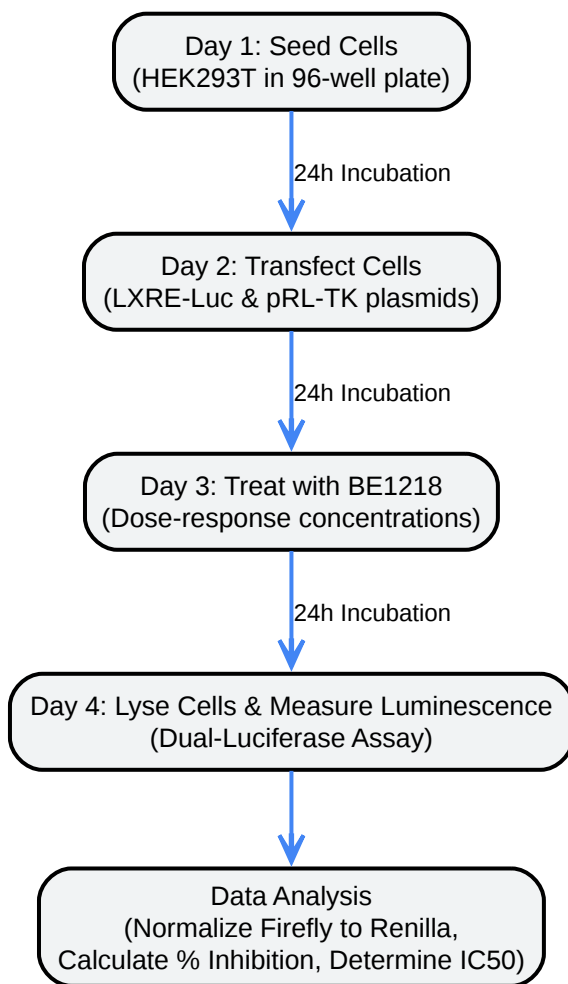 Day 1: Seed Cells
(HEK293T in 96-well plate)
24h Incubation
Day 2: Transfect Cells
(LXRE-Luc & pRL-TK plasmids)
24h Incubation
Day 3: Treat with BE1218
(Dose-response concentrations)
24h Incubation
Day 4: Lyse Cells & Measure Luminescence
(Dual-Luciferase Assay)
Data Analysis
(Normalize Firefly to Renilla,
Calculate % Inhibition, Determine IC50)